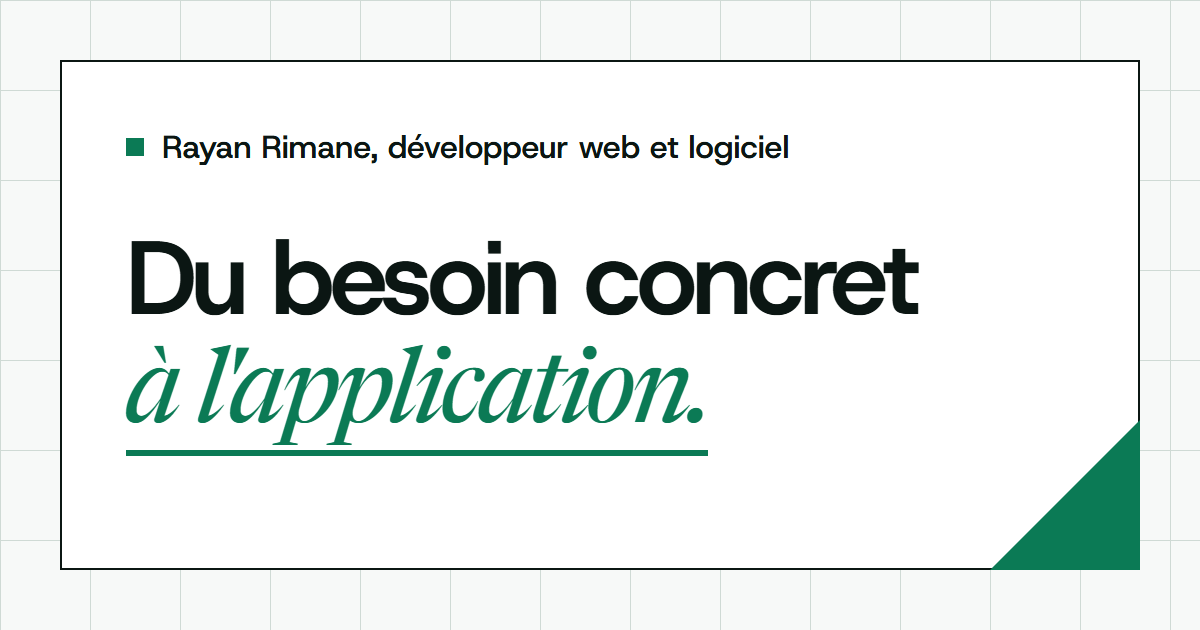 Rayan Rimane, développeur web et logiciel
Du besoin concret
à l'application.